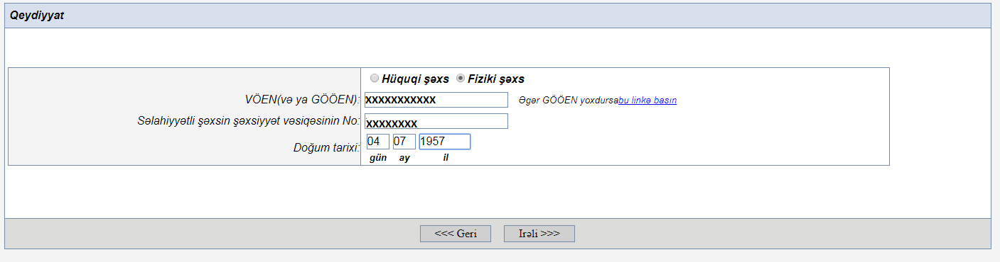 Qeydiyyat
Hüquqi şəxs Fiziki şəxs
VÖEN(və ya GÖÖEN): XXXXXXXXXXX Əgər GÖÖEN yoxdursabu linkə basın
Səlahiyyətli şəxsin şəxsiyyət vəsiqəsinin No: XXXXXXXX
Doğum tarixi: 04 07 1957
gün ay il
<<< Geri Irəli >>>